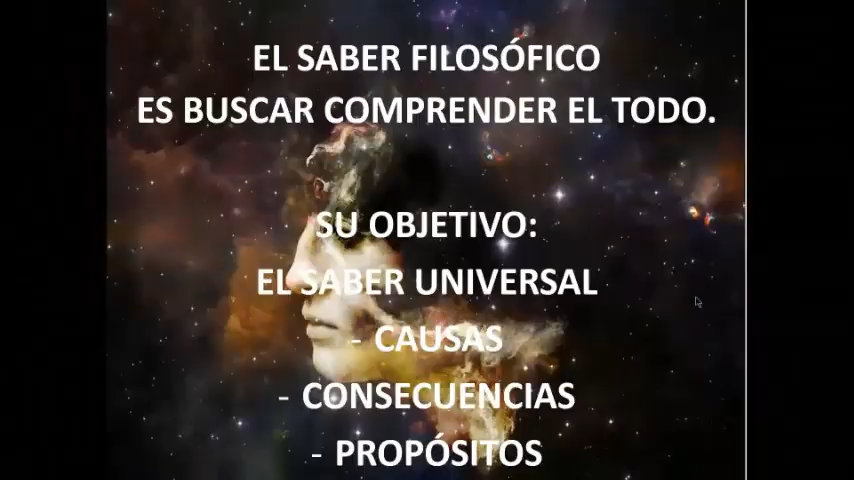 EL SABER FILOSÓFICO
ES BUSCAR COMPRENDER EL TODO.
SU OBJETIVO:
EL SABER UNIVERSAL
- CAUSAS
- CONSECUENCIAS
- PROPÓSITOS